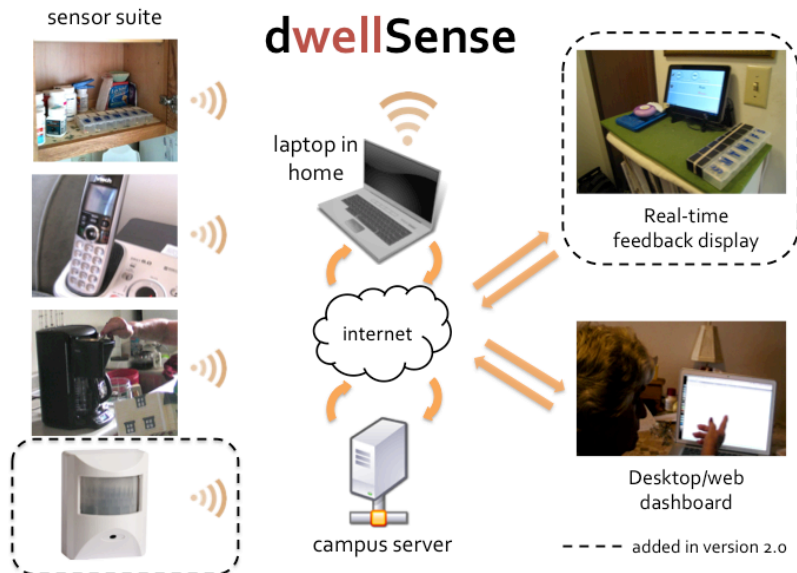 sensor suite
dwellSense
laptop in
home
internet
campus server
Real-time
feedback display
Desktop/web
dashboard
added in version 2.0